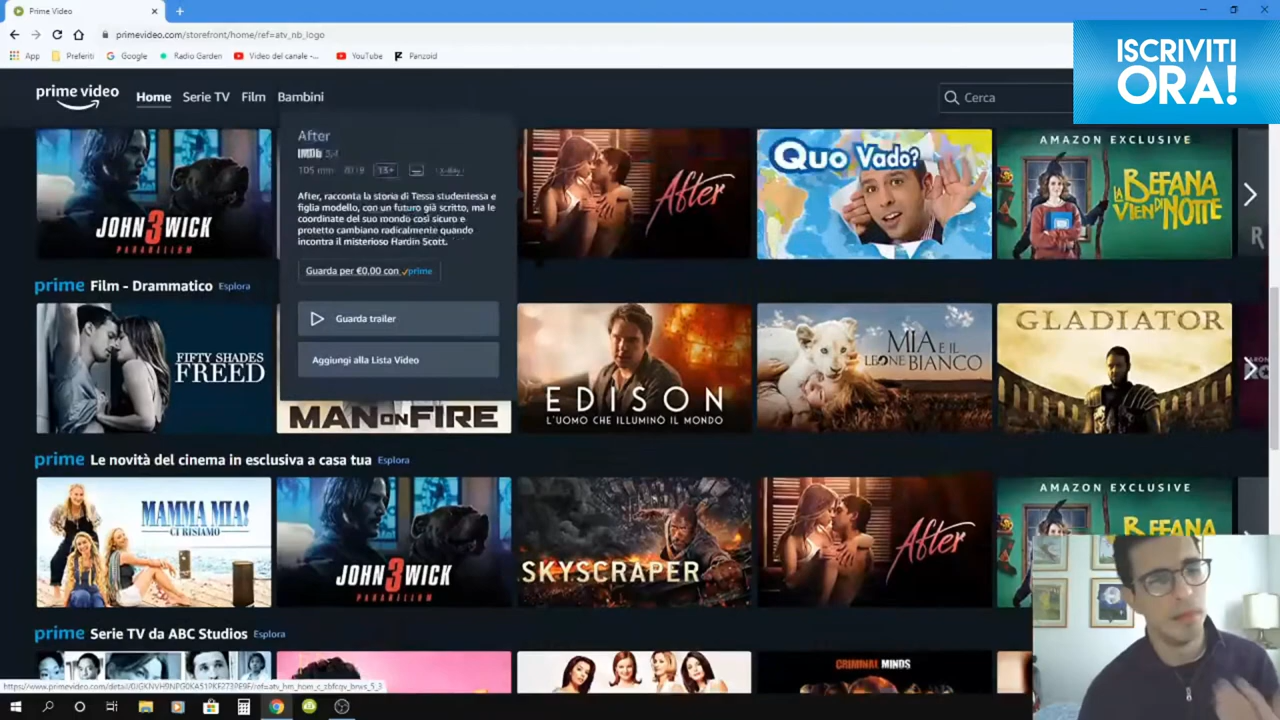 Prime Video
primevideo.com/storefront/home/ref=atv_nb_logo
App
Preferiti
Google
Radio Garden
Video del canale -...
YouTube
Panzoid
ISCRIVITI
ORA!
prime video
Home
Serie TV
Film
Bambini
Cerca
JOHN WICK
3
PARABELLUM
After
IMDb
105 min 2019 13+
After, racconta la storia di Tessa studentessa e
figlia modello, con un futuro già scritto, ma le
coordinate del suo mondo così sicuro e
protetto cambiano radicalmente quando
incontra il misterioso Hardin Scott.
Guarda per €0,00 con prime
Guarda trailer
Aggiungi alla Lista Video
After
Quo Vado?
AMAZON EXCLUSIVE
LA BEFANA
VIEN DI NOTTE
R
prime Film - Drammatico Esplora
FIFTY SHADES
FREED
MAN ON FIRE
EDISON
L'UOMO CHE ILLUMINÒ IL MONDO
MIA E IL
LEONE BIANCO
GLADIATOR
prime Le novità del cinema in esclusiva a casa tua Esplora
MAMMA MIA!
CI RISIAMO
JOHN WICK
3
PARABELLUM
SKYSCRAPER
After
AMAZON EXCLUSIVE
BEFANA
prime Serie TV da ABC Studios Esplora
CRIMINAL MINDS